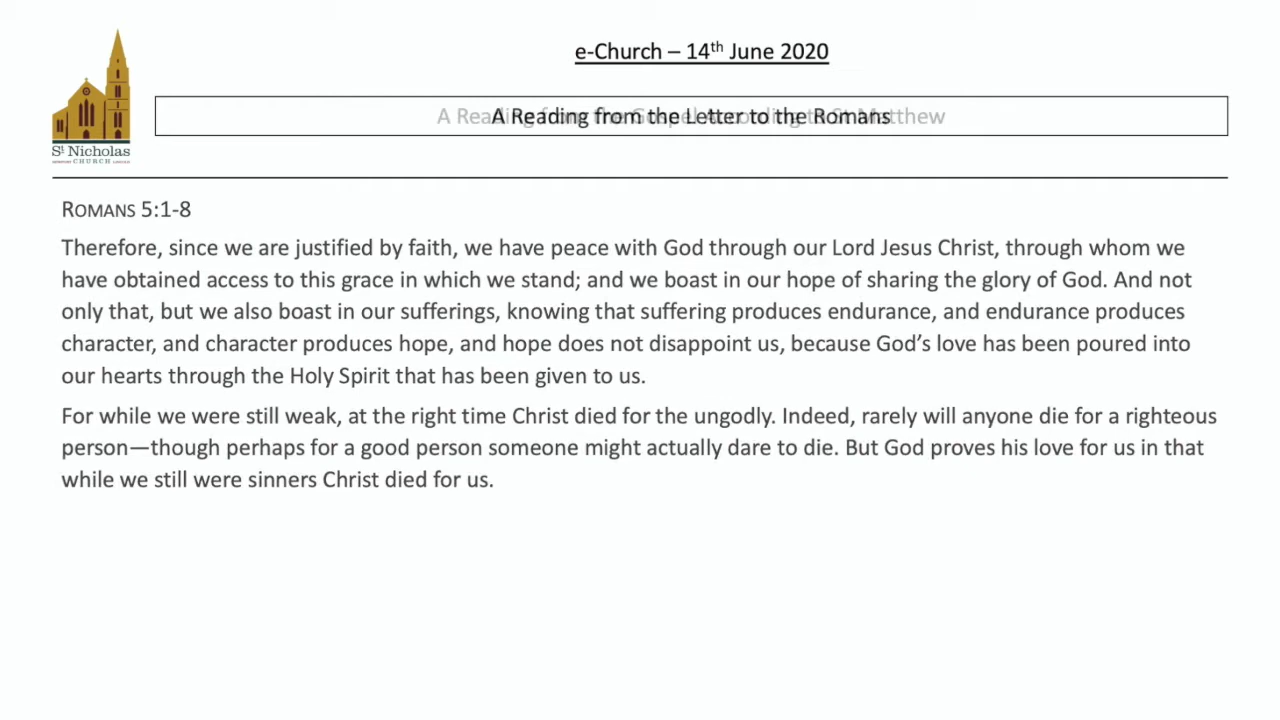 e-Church – 14th June 2020
A Reading from the Letter to the Romans
St Nicholas
CHURCH
ROMANS 5:1-8
Therefore, since we are justified by faith, we have peace with God through our Lord Jesus Christ, through whom we
have obtained access to this grace in which we stand; and we boast in our hope of sharing the glory of God. And not
only that, but we also boast in our sufferings, knowing that suffering produces endurance, and endurance produces
character, and character produces hope, and hope does not disappoint us, because God’s love has been poured into
our hearts through the Holy Spirit that has been given to us.
For while we were still weak, at the right time Christ died for the ungodly. Indeed, rarely will anyone die for a righteous
person—though perhaps for a good person someone might actually dare to die. But God proves his love for us in that
while we still were sinners Christ died for us.